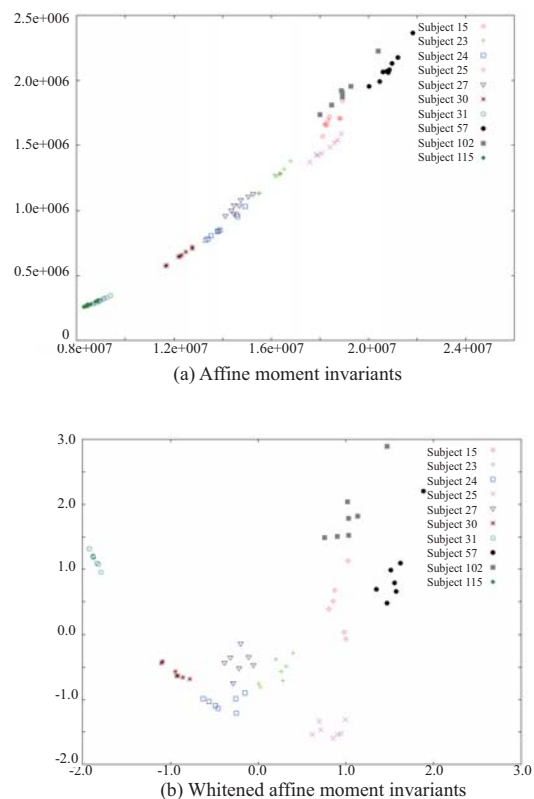 2.5e+006
2.0e+006
1.5e+006
1.0e+006
0.5e+006
0
0.8e+007
1.2e+007
1.6e+007
2.0e+007
2.4e+007
Subject 15
Subject 23
Subject 24
Subject 25
Subject 27
Subject 30
Subject 31
Subject 57
Subject 102
Subject 115
(a) Affine moment invariants
3.0
2.0
1.0
0.0
-1.0
-2.0
-2.0
-1.0
0.0
1.0
2.0
3.0
Subject 15
Subject 23
Subject 24
Subject 25
Subject 27
Subject 30
Subject 31
Subject 57
Subject 102
Subject 115
(b) Whitened affine moment invariants